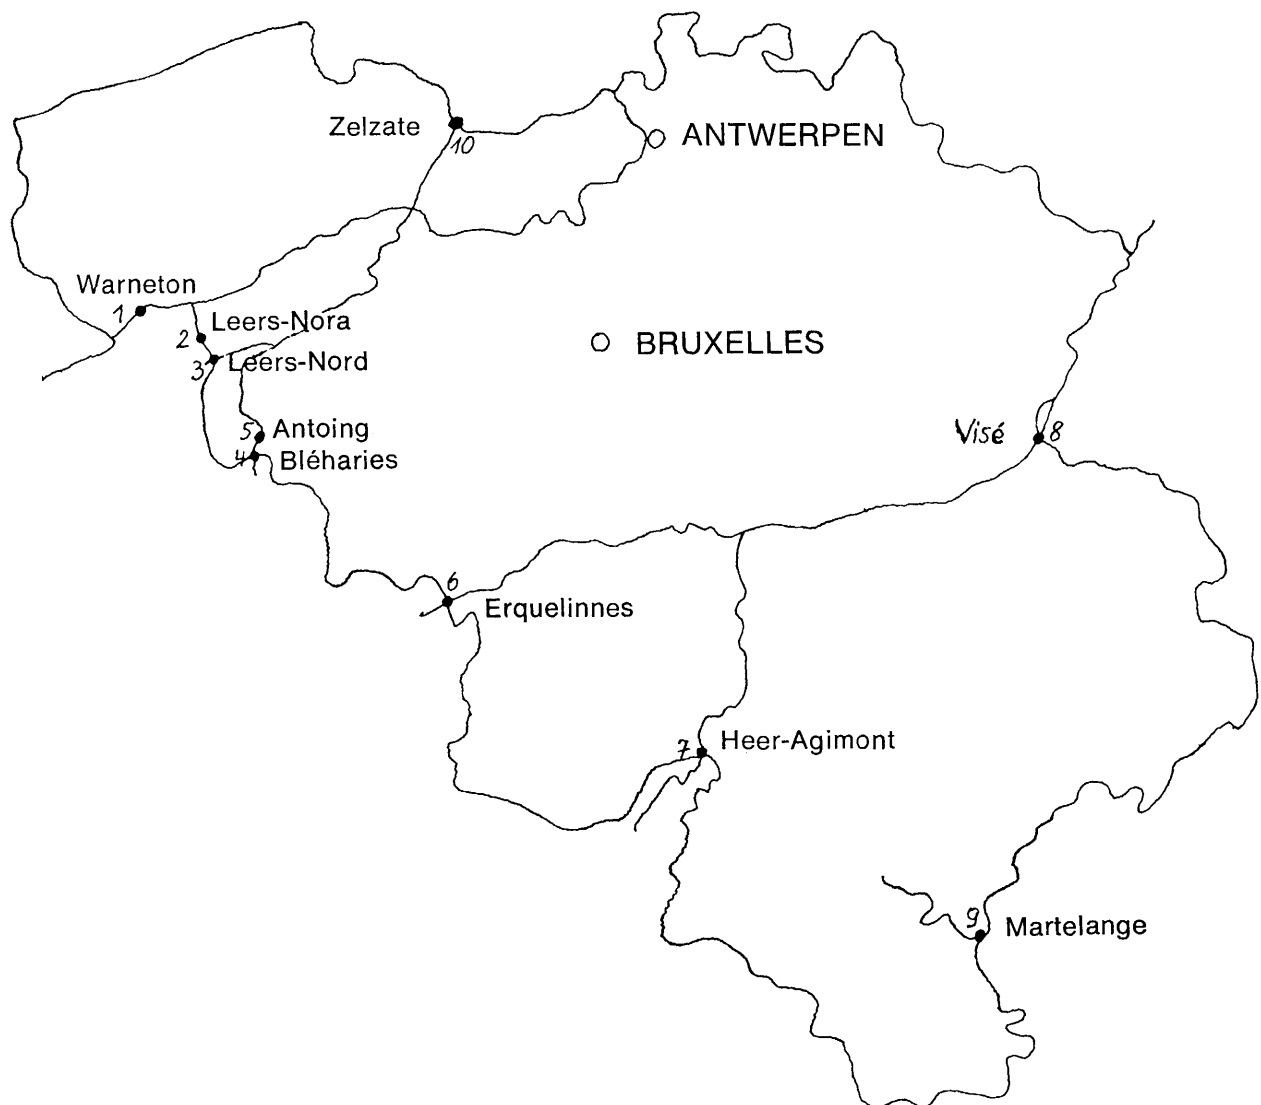 Zelzate
10
ANTWERPEN
Warneton
1
Leers-Nora
2
3
Leers-Nord
BRUXELLES
5
Antoing
4
Bléharies
Visé
8
6
Erquelinnes
7
Heer-Agimont
9
Martelange